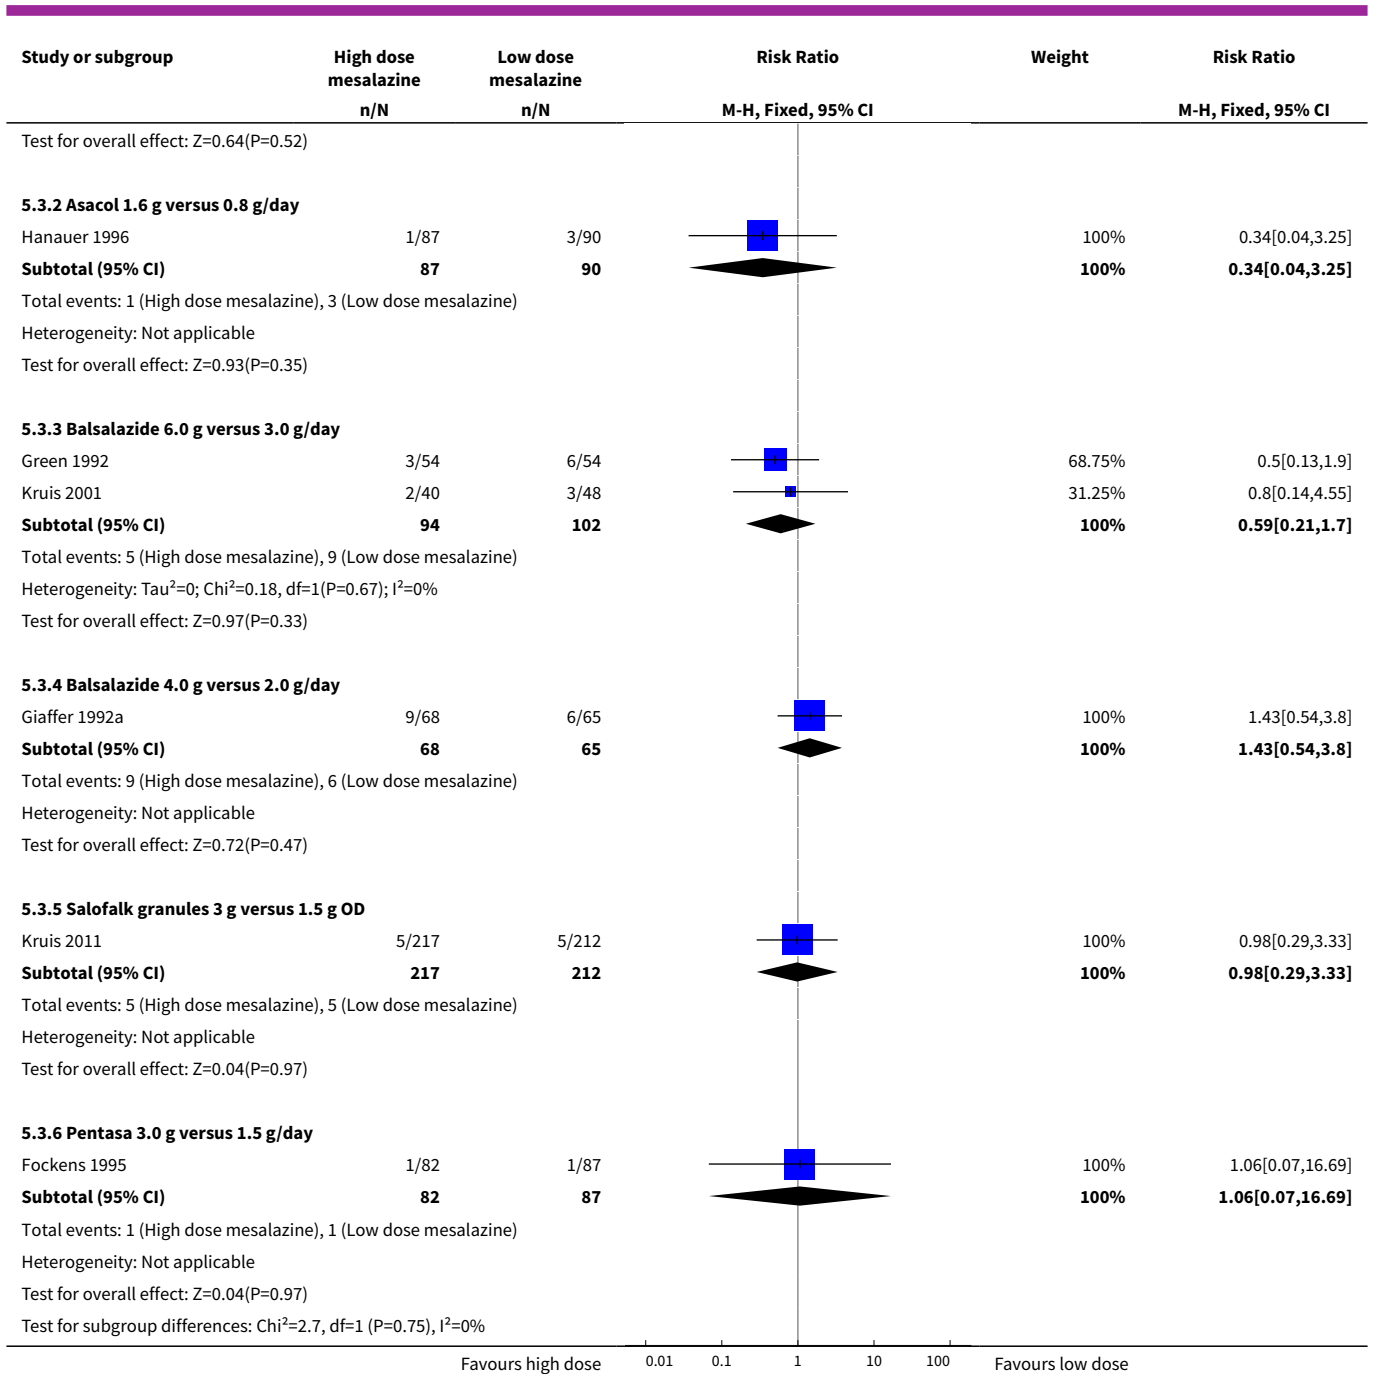 Study or subgroup High dose mesalazine Low dose mesalazine Risk Ratio Weight Risk Ratio
n/N n/N M-H, Fixed, 95% CI M-H, Fixed, 95% CI
Test for overall effect: Z=0.64(P=0.52)
5.3.2 Asacol 1.6 g versus 0.8 g/day
Hanauer 1996 1/87 3/90 100% 0.34[0.04,3.25]
Subtotal (95% CI) 87 90 100% 0.34[0.04,3.25]
Total events: 1 (High dose mesalazine), 3 (Low dose mesalazine)
Heterogeneity: Not applicable
Test for overall effect: Z=0.93(P=0.35)
5.3.3 Balsalazide 6.0 g versus 3.0 g/day
Green 1992 3/54 6/54 68.75% 0.5[0.13,1.9]
Kruis 2001 2/40 3/48 31.25% 0.8[0.14,4.55]
Subtotal (95% CI) 94 102 100% 0.59[0.21,1.7]
Total events: 5 (High dose mesalazine), 9 (Low dose mesalazine)
Heterogeneity: Tau²=0; Chi²=0.18, df=1(P=0.67); I²=0%
Test for overall effect: Z=0.97(P=0.33)
5.3.4 Balsalazide 4.0 g versus 2.0 g/day
Giaffer 1992a 9/68 6/65 100% 1.43[0.54,3.8]
Subtotal (95% CI) 68 65 100% 1.43[0.54,3.8]
Total events: 9 (High dose mesalazine), 6 (Low dose mesalazine)
Heterogeneity: Not applicable
Test for overall effect: Z=0.72(P=0.47)
5.3.5 Salofalk granules 3 g versus 1.5 g OD
Kruis 2011 5/217 5/212 100% 0.98[0.29,3.33]
Subtotal (95% CI) 217 212 100% 0.98[0.29,3.33]
Total events: 5 (High dose mesalazine), 5 (Low dose mesalazine)
Heterogeneity: Not applicable
Test for overall effect: Z=0.04(P=0.97)
5.3.6 Pentasa 3.0 g versus 1.5 g/day
Fockens 1995 1/82 1/87 100% 1.06[0.07,16.69]
Subtotal (95% CI) 82 87 100% 1.06[0.07,16.69]
Total events: 1 (High dose mesalazine), 1 (Low dose mesalazine)
Heterogeneity: Not applicable
Test for overall effect: Z=0.04(P=0.97)
Test for subgroup differences: Chi²=2.7, df=1 (P=0.75), I²=0%
Favours high dose 0.01 0.1 1 10 100 Favours low dose